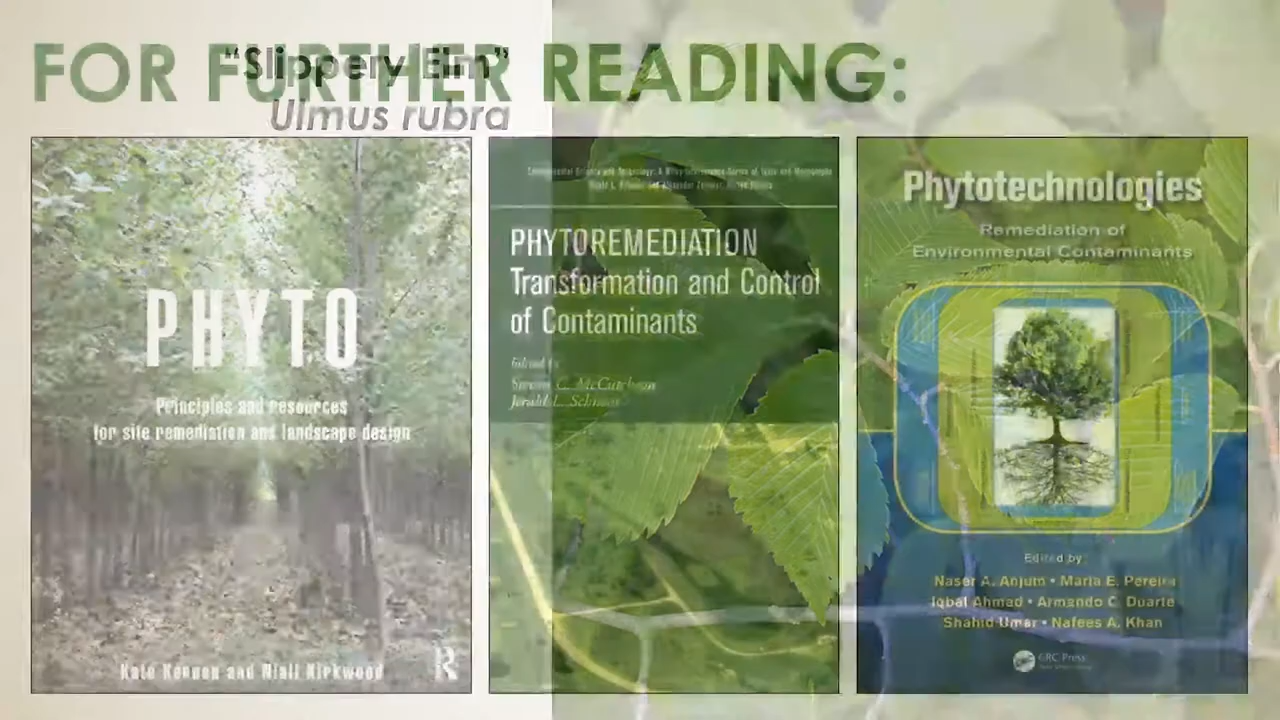 FOR FURTHER READING:
"Slippery Elm"
Ulmus rubra
PHYTO
Principles and resources
for site remediation and landscape design
Kate Kennen and Niall Kirkwood
R
PHYTOREMEDIATION
Transformation and Control
of Contaminants
Edited by
Steven C. McCutcheon
Jerald L. Schnoor
Phytotechnologies
Remediation of
Environmental Contaminants
Edited by
Naser A. Anjum • Maria E. Pereira
Iqbal Ahmad • Armando C. Duarte
Shahid Umar • Nafees A. Khan
CRC Press